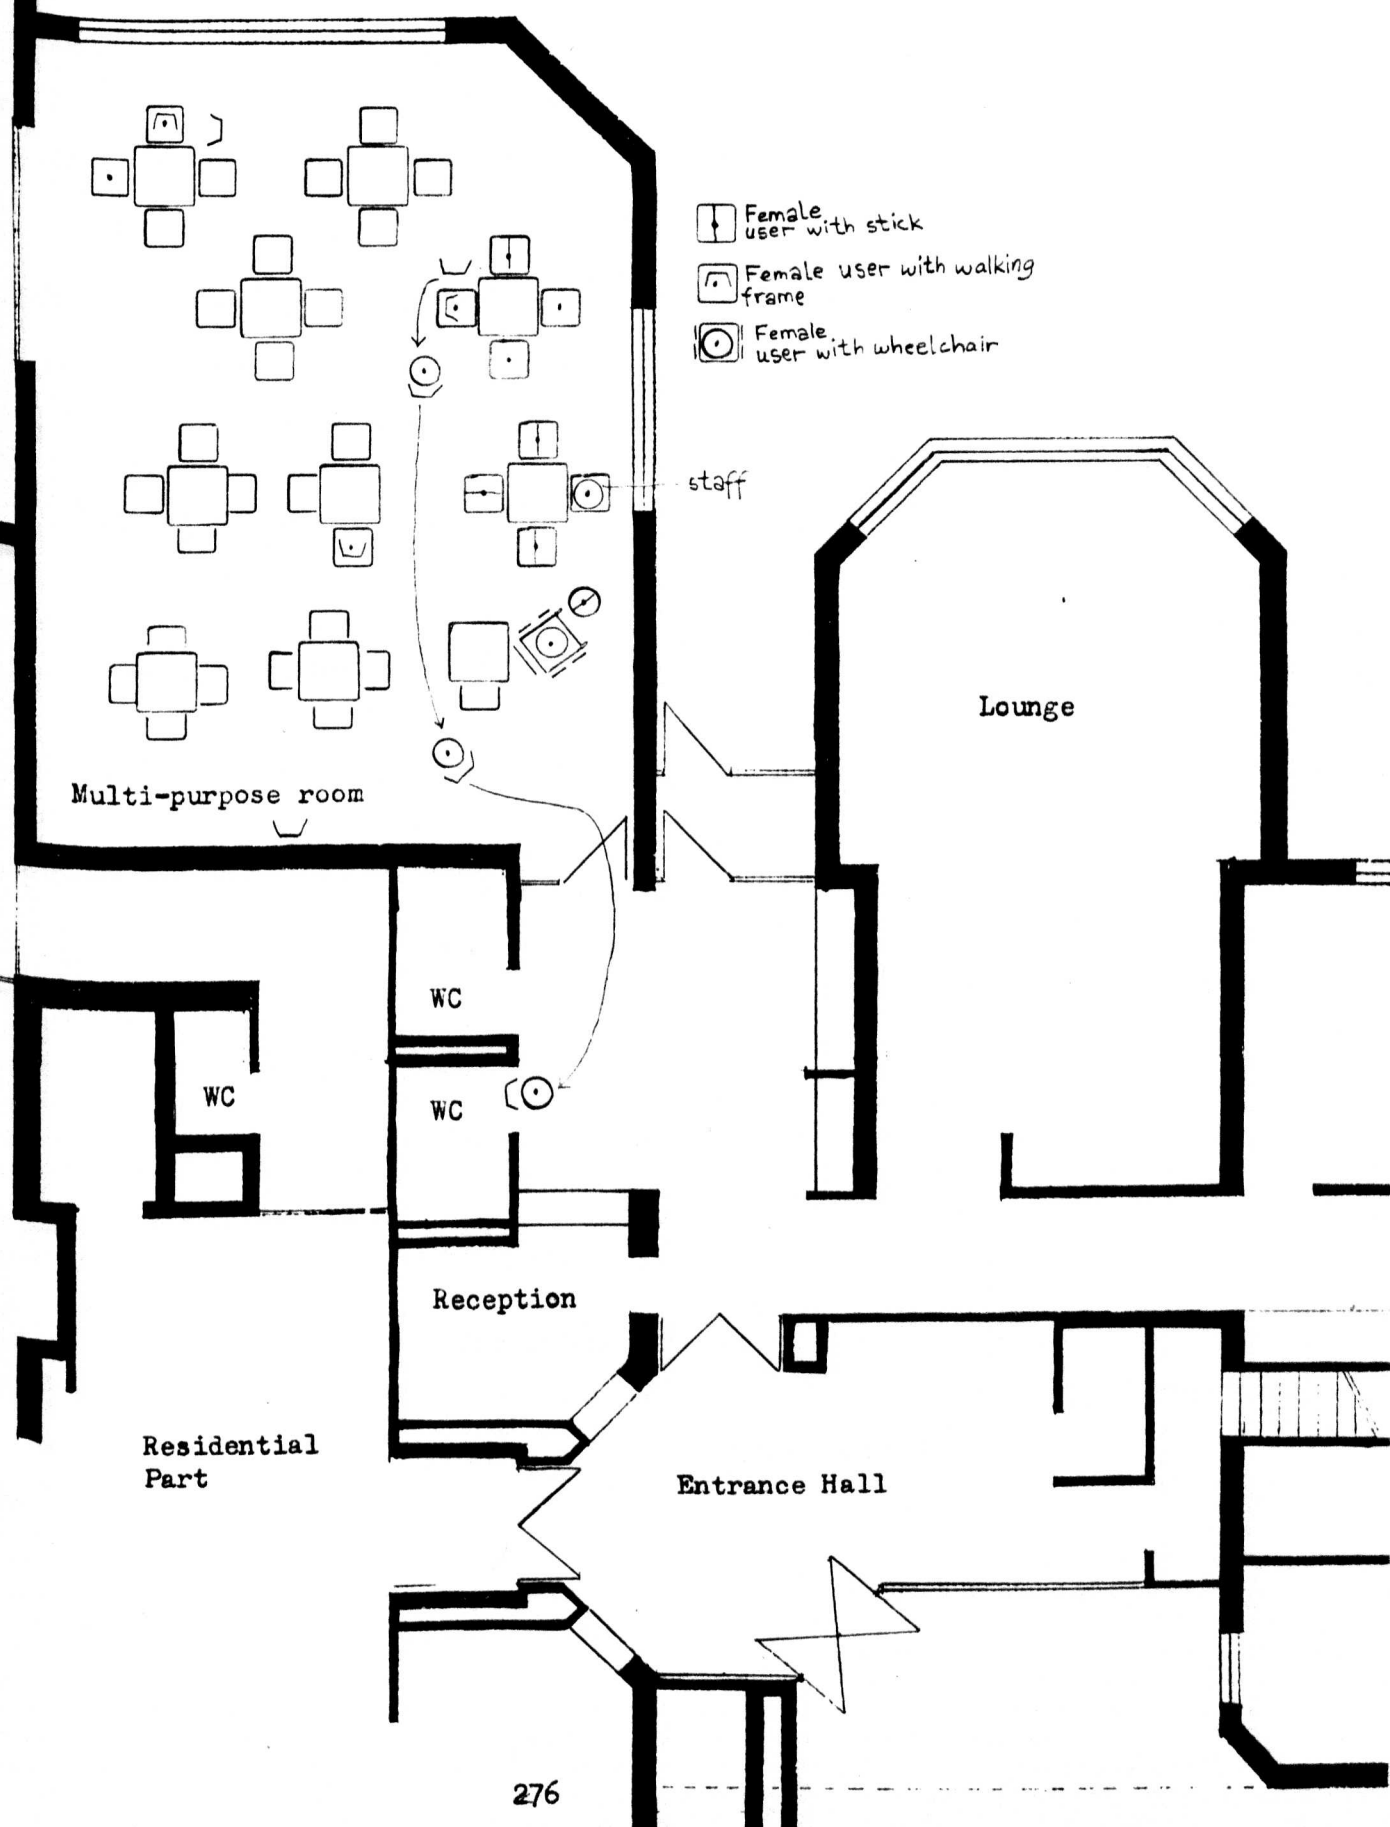 Female
user with stick
Female user with walking
frame
Female
user with wheelchair
staff
Lounge
Multi-purpose room
WC
WC
WC
Reception
Residential
Part
Entrance Hall
276